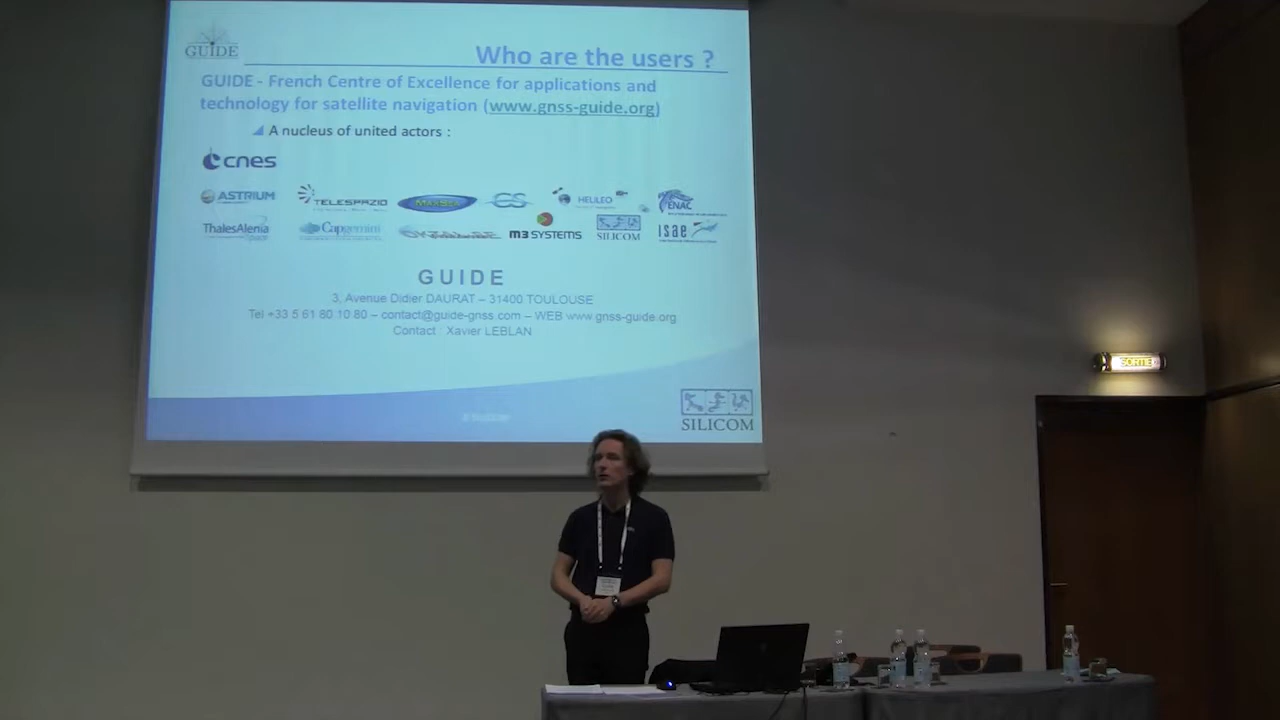 GUIDE
Who are the users ?
GUIDE - French Centre of Excellence for applications and
technology for satellite navigation (www.gnss-guide.org)
A nucleus of united actors :
cnes
ASTRIUM TELESPAZIO CS HELILEO ENAC
ThalesAlenia Capgemini M3 SYSTEMS SILICOM isae
GUIDE
3, Avenue Didier DAURAT – 31400 TOULOUSE
Tel +33 5 61 80 10 80 – contact@guide-gnss.com – WEB www.gnss-guide.org
Contact : Xavier LEBLAN
SILICOM
SORTIE